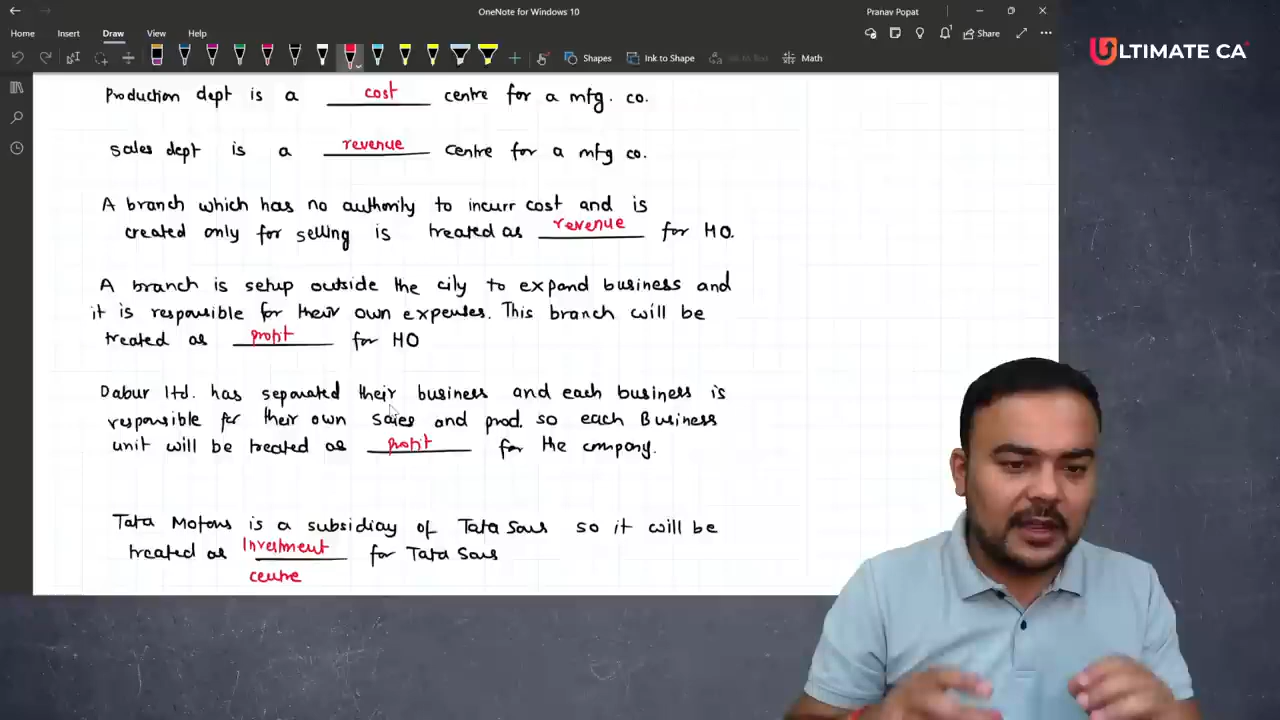 OneNote for Windows 10
Pranav Popat
Home Insert Draw View Help
Share
Shapes Ink to Shape Ink to Text Math
ULTIMATE CA
Production dept is a cost centre for a mfg. co.
Sales dept is a revenue centre for a mfg co.
A branch which has no authority to incurr cost and is
created only for selling is treated as revenue for HO.
A branch is setup outside the city to expand business and
it is responsible for their own expenses. This branch will be
treated as profit for HO
Dabur ltd. has separated their business and each business is
responsible for their own sales and prod. so each Business
unit will be treated as profit for the company.
Tata Motors is a subsidiay of Tata Sons so it will be
treated as Investment for Tata Sons
centre